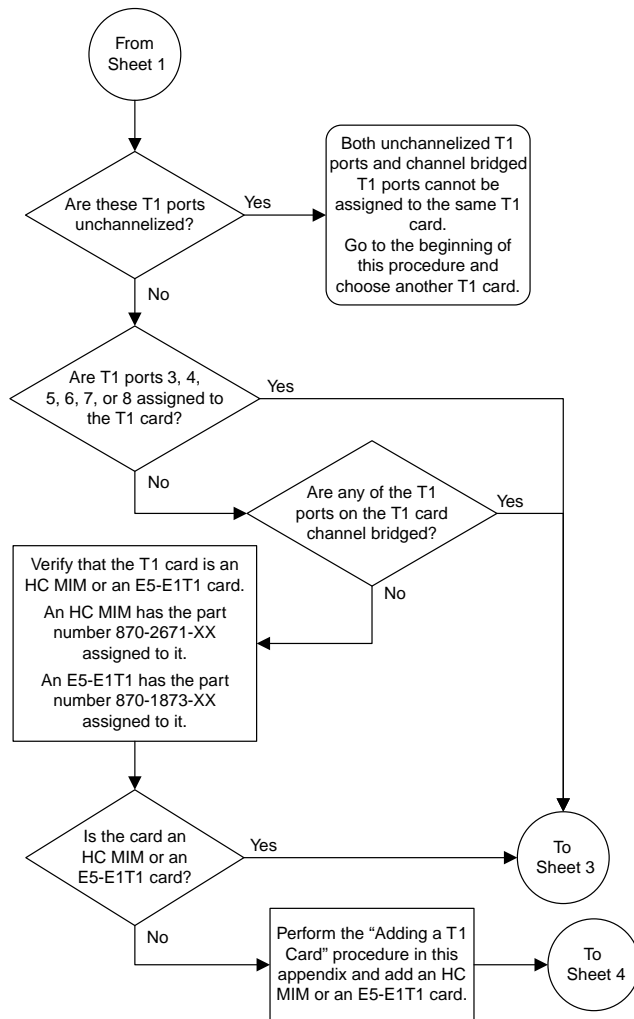 From
Sheet 1
Are these T1 ports
unchannelized?
Yes
Both unchannelized T1
ports and channel bridged
T1 ports cannot be
assigned to the same T1
card.
Go to the beginning of
this procedure and
choose another T1 card.
No
Are T1 ports 3, 4,
5, 6, 7, or 8 assigned to
the T1 card?
Yes
No
Are any of the T1
ports on the T1 card
channel bridged?
Yes
No
Verify that the T1 card is an
HC MIM or an E5-E1T1 card.
An HC MIM has the part
number 870-2671-XX
assigned to it.
An E5-E1T1 has the part
number 870-1873-XX
assigned to it.
Is the card an
HC MIM or an
E5-E1T1 card?
Yes
To
Sheet 3
No
Perform the “Adding a T1
Card” procedure in this
appendix and add an HC
MIM or an E5-E1T1 card.
To
Sheet 4